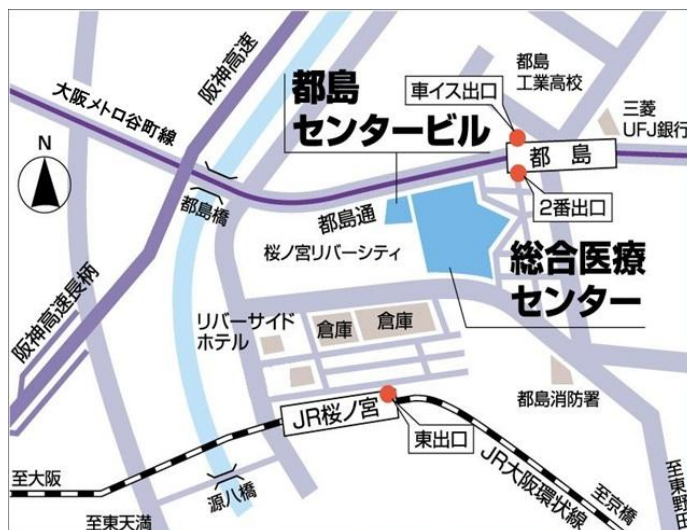 大阪メトロ谷町線
阪神高速
都島
センタービル
車イス出口
都島
工業高校
三菱
UFJ銀行
N
都島
2番出口
都島橋
都島通
桜ノ宮リバーシティ
総合医療
センター
阪神高速長柄
リバーサイド
ホテル
倉庫
倉庫
都島消防署
JR桜ノ宮
東出口
JR大阪環状線
至大阪
源八橋
至東天満
至京橋
至東野田